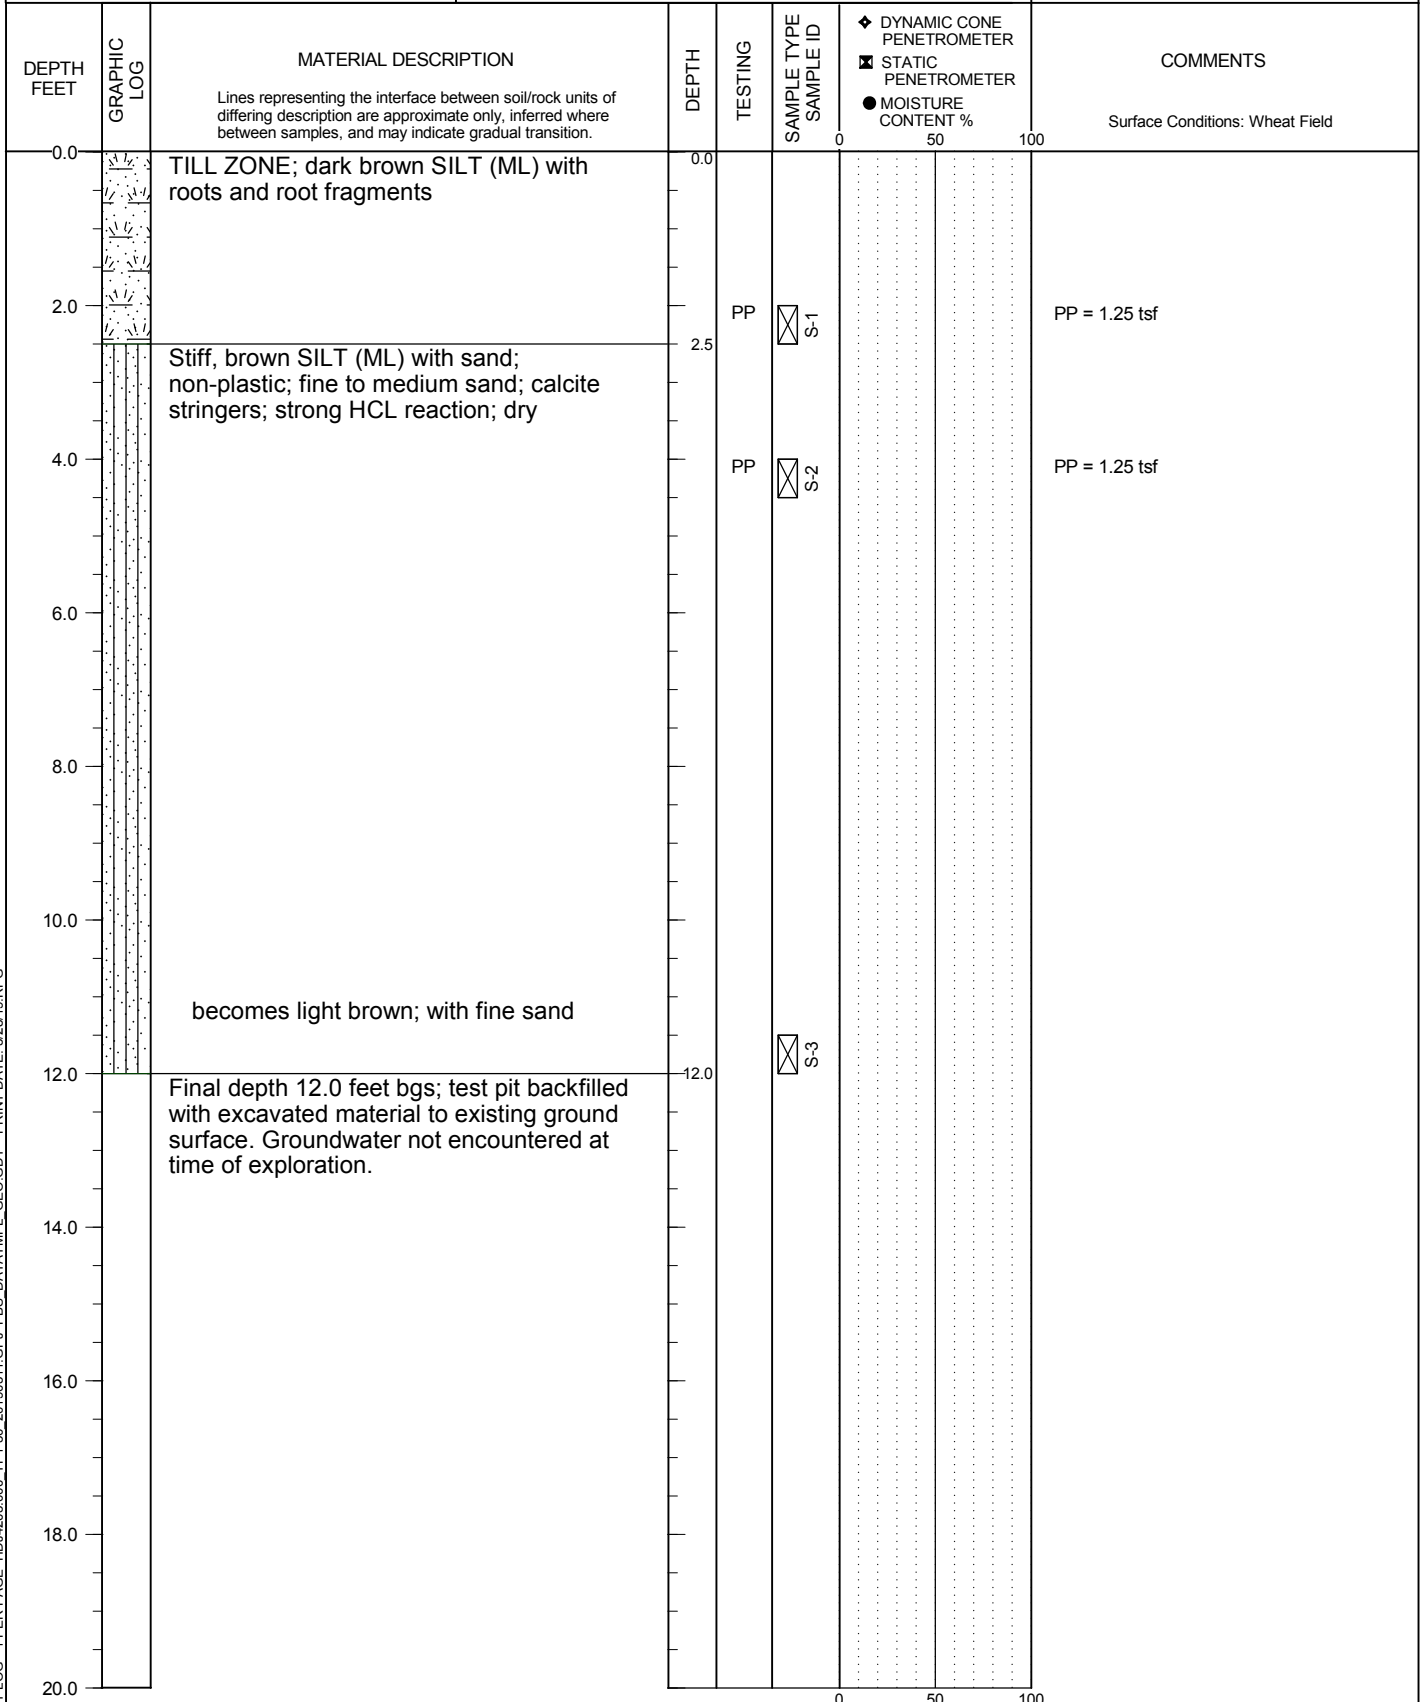 DEPTH
FEET
GRAPHIC
LOG
MATERIAL DESCRIPTION
Lines representing the interface between soil/rock units of
differing description are approximate only, inferred where
between samples, and may indicate gradual transition.
DEPTH
TESTING
SAMPLE TYPE
SAMPLE ID
DYNAMIC CONE
PENETROMETER
STATIC
PENETROMETER
MOISTURE
CONTENT %
0 50 100
COMMENTS
Surface Conditions: Wheat Field
0.0
TILL ZONE; dark brown SILT (ML) with
roots and root fragments
0.0
2.0
PP
S-1
PP = 1.25 tsf
2.5
Stiff, brown SILT (ML) with sand;
non-plastic; fine to medium sand; calcite
stringers; strong HCL reaction; dry
4.0
PP
S-2
PP = 1.25 tsf
6.0
8.0
10.0
becomes light brown; with fine sand
S-3
12.0
12.0
Final depth 12.0 feet bgs; test pit backfilled
with excavated material to existing ground
surface. Groundwater not encountered at
time of exploration.
14.0
16.0
18.0
20.0
0 50 100